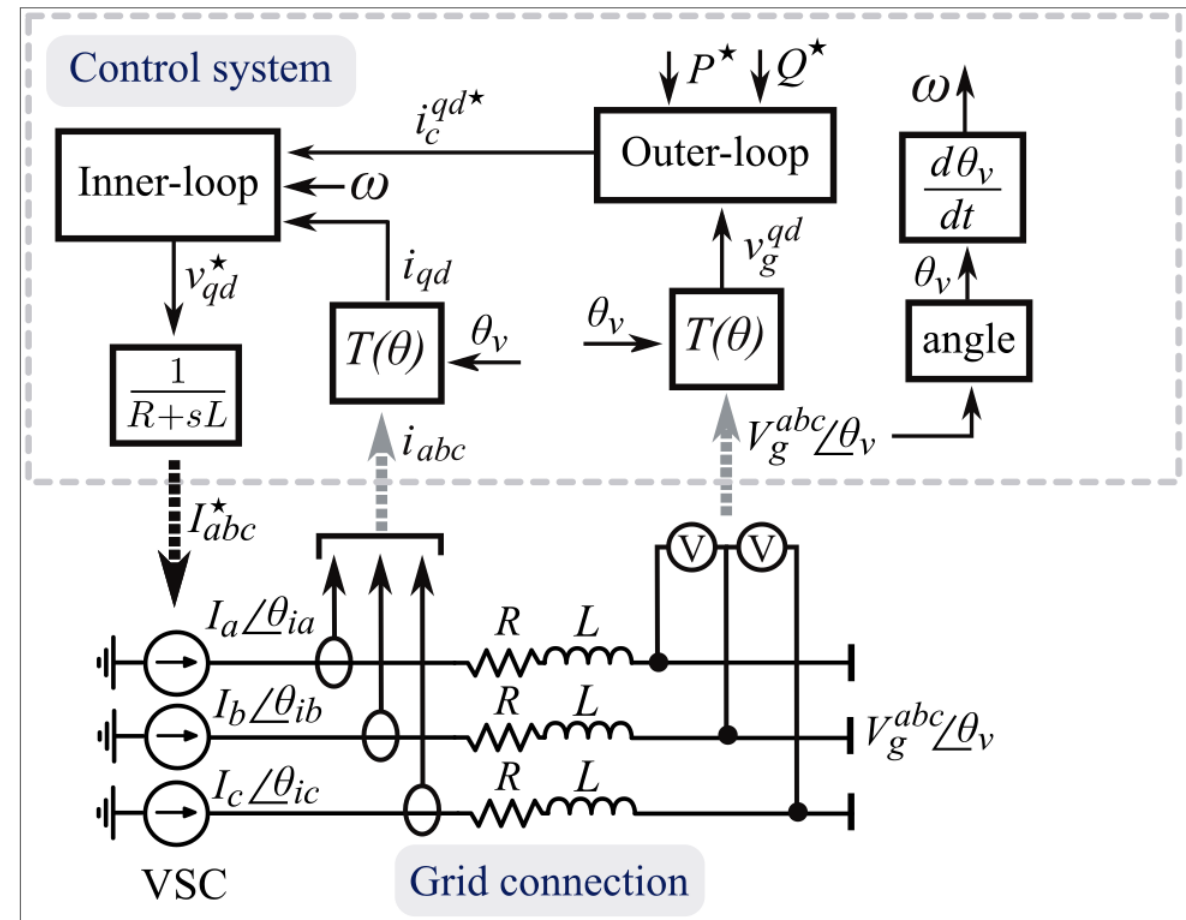 Control system
P★ Q★
ω
i_c^{qd★}
Inner-loop
Outer-loop
dθ_v/dt
ω
v_{qd}^★
i_{qd}
v_g^{qd}
θ_v
1/(R+sL)
T(θ)
θ_v
θ_v
T(θ)
angle
i_{abc}
V_g^{abc}∠θ_v
I_{abc}^★
V V
I_a∠θ_{ia}
R L
I_b∠θ_{ib}
R L
V_g^{abc}∠θ_v
I_c∠θ_{ic}
R L
VSC
Grid connection